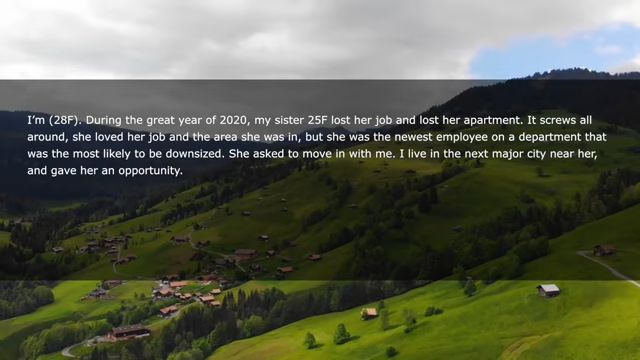 I'm (28F). During the great year of 2020, my sister 25F lost her job and lost her apartment. It screws all
around, she loved her job and the area she was in, but she was the newest employee on a department that
was the most likely to be downsized. She asked to move in with me. I live in the next major city near her,
and gave her an opportunity.